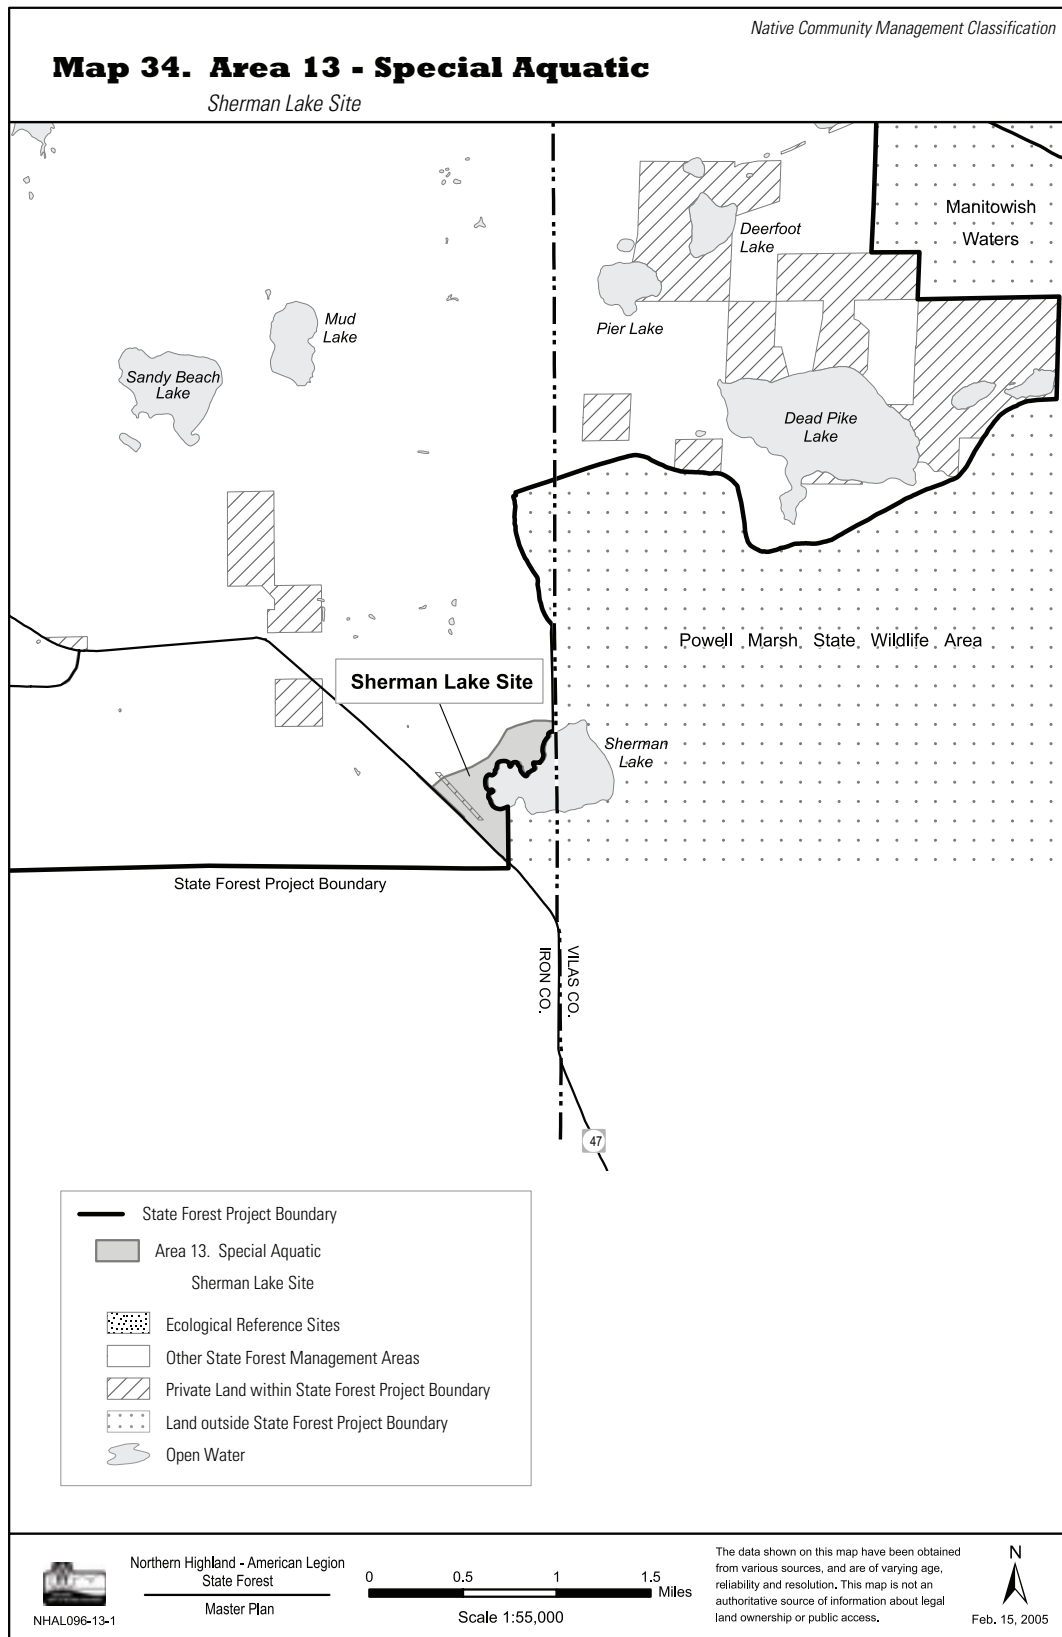 Native Community Management Classification
Map 34. Area 13 - Special Aquatic
Sherman Lake Site
Manitowish
Waters
Deerfoot
Lake
Pier Lake
Mud
Lake
Sandy Beach
Lake
Dead Pike
Lake
Powell Marsh State Wildlife Area
Sherman Lake Site
Sherman
Lake
State Forest Project Boundary
VILAS CO.
IRON CO.
47
State Forest Project Boundary
Area 13. Special Aquatic
Sherman Lake Site
Ecological Reference Sites
Other State Forest Management Areas
Private Land within State Forest Project Boundary
Land outside State Forest Project Boundary
Open Water
NHAL096-13-1
Northern Highland - American Legion
State Forest
Master Plan
0 0.5 1 1.5
Miles
Scale 1:55,000
The data shown on this map have been obtained
from various sources, and are of varying age,
reliability and resolution. This map is not an
authoritative source of information about legal
land ownership or public access.
N
Feb. 15, 2005